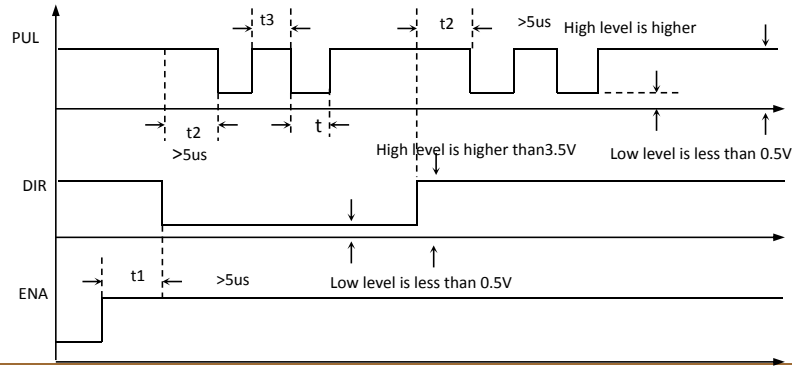 t3
t2
>5us
High level is higher
PUL
t2
t
>5us
High level is higher than3.5V
Low level is less than 0.5V
DIR
t1
>5us
Low level is less than 0.5V
ENA